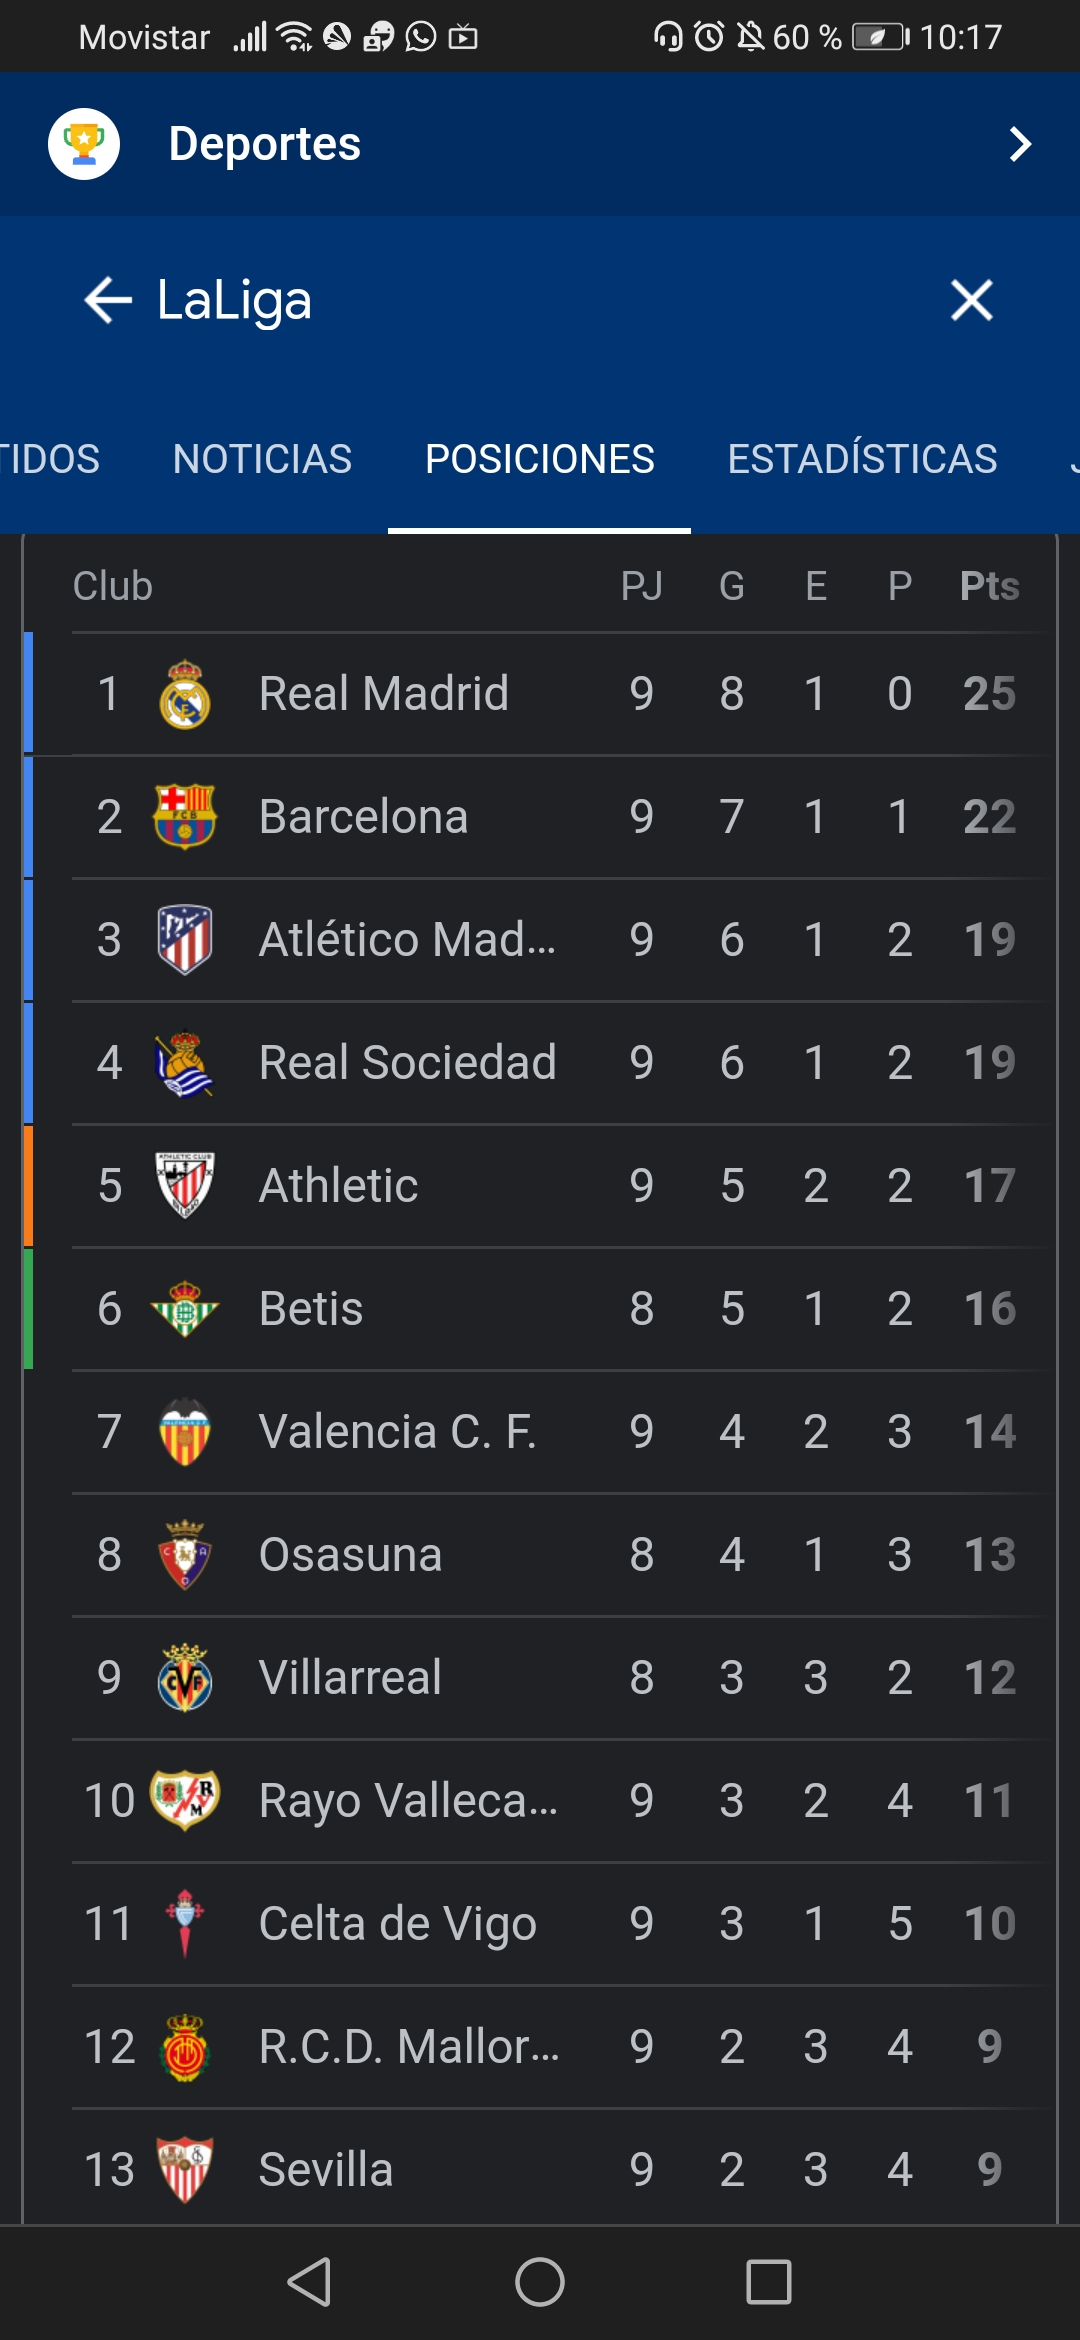 Movistar 60 % 10:17
Deportes
LaLiga
TIDOS NOTICIAS POSICIONES ESTADÍSTICAS
Club PJ G E P Pts
1 Real Madrid 9 8 1 0 25
2 Barcelona 9 7 1 1 22
3 Atlético Mad... 9 6 1 2 19
4 Real Sociedad 9 6 1 2 19
5 Athletic 9 5 2 2 17
6 Betis 8 5 1 2 16
7 Valencia C. F. 9 4 2 3 14
8 Osasuna 8 4 1 3 13
9 Villarreal 8 3 3 2 12
10 Rayo Valleca... 9 3 2 4 11
11 Celta de Vigo 9 3 1 5 10
12 R.C.D. Mallor... 9 2 3 4 9
13 Sevilla 9 2 3 4 9